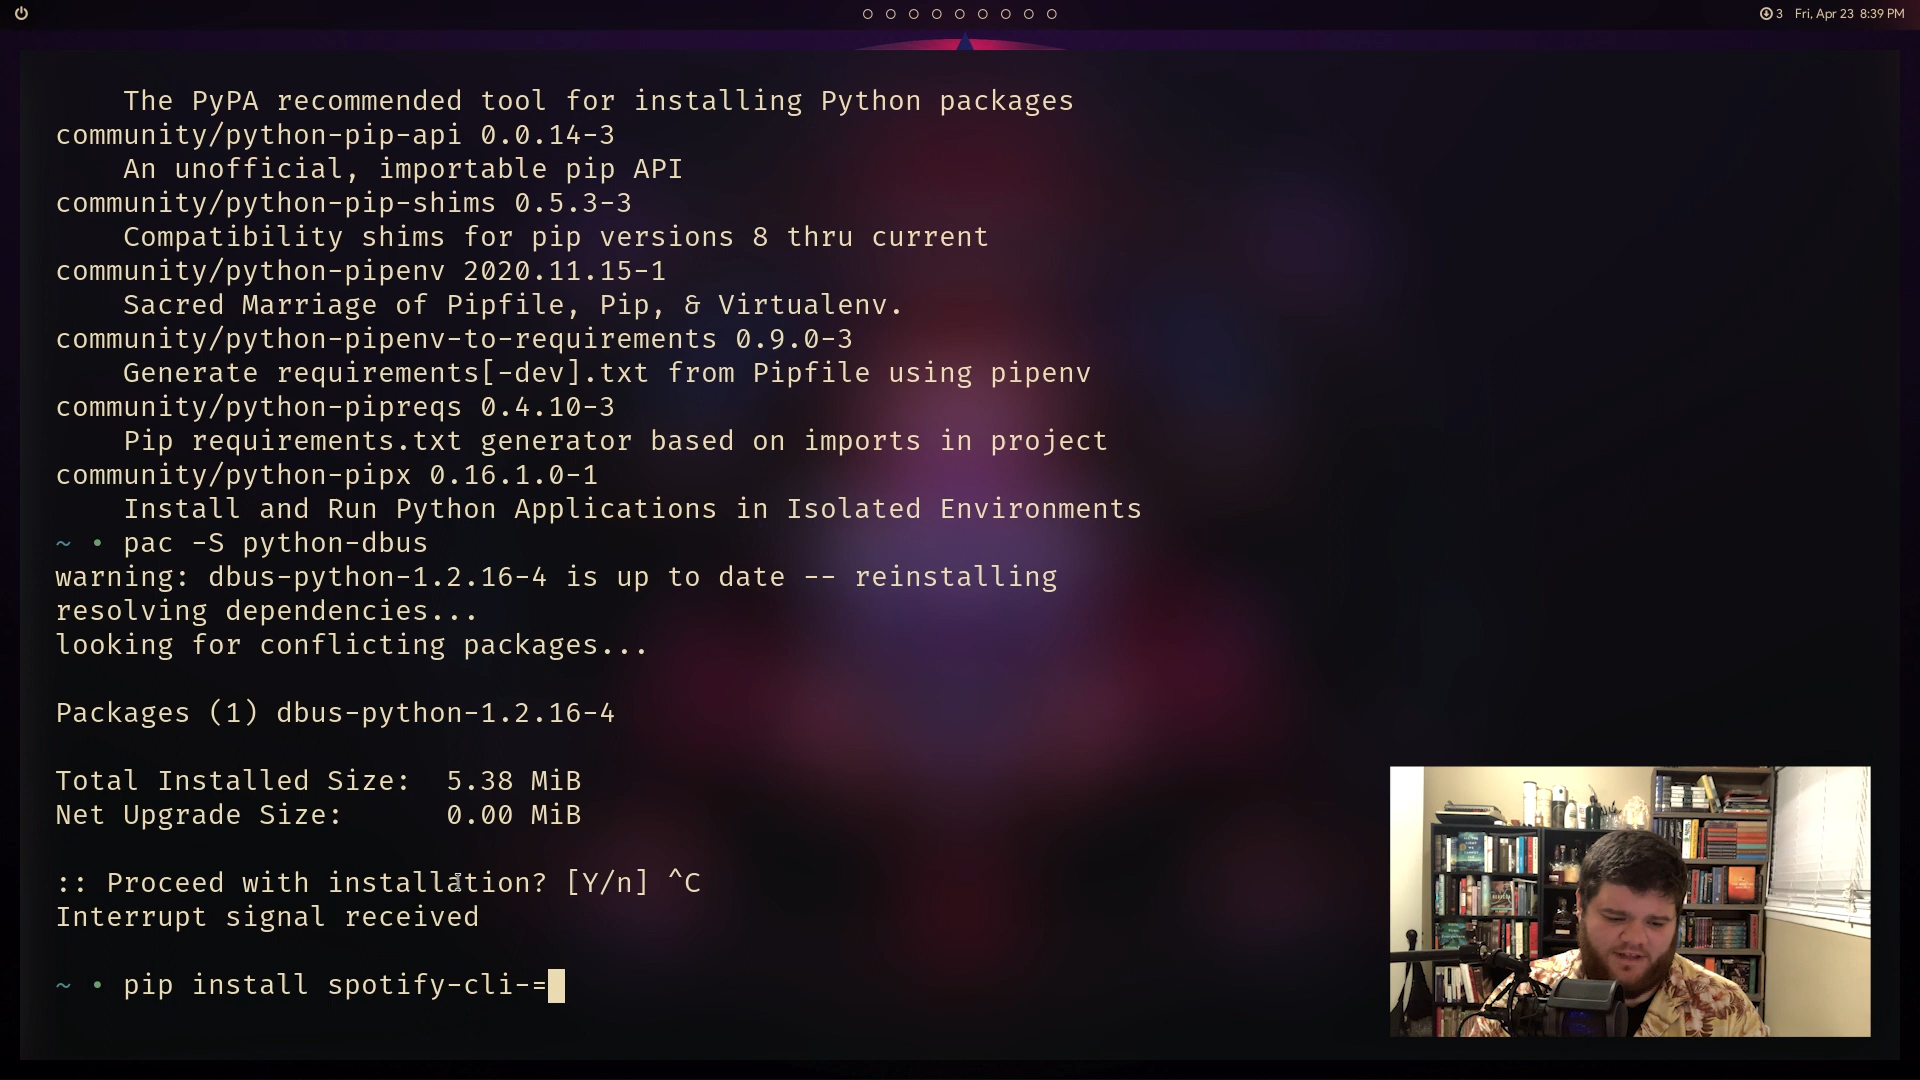 3 Fri, Apr 23 8:39 PM
The PyPA recommended tool for installing Python packages
community/python-pip-api 0.0.14-3
An unofficial, importable pip API
community/python-pip-shims 0.5.3-3
Compatibility shims for pip versions 8 thru current
community/python-pipenv 2020.11.15-1
Sacred Marriage of Pipfile, Pip, & Virtualenv.
community/python-pipenv-to-requirements 0.9.0-3
Generate requirements[-dev].txt from Pipfile using pipenv
community/python-pipreqs 0.4.10-3
Pip requirements.txt generator based on imports in project
community/python-pipx 0.16.1.0-1
Install and Run Python Applications in Isolated Environments
~ • pac -S python-dbus
warning: dbus-python-1.2.16-4 is up to date -- reinstalling
resolving dependencies...
looking for conflicting packages...
Packages (1) dbus-python-1.2.16-4
Total Installed Size: 5.38 MiB
Net Upgrade Size: 0.00 MiB
:: Proceed with installation? [Y/n] ^C
Interrupt signal received
~ • pip install spotify-cli-=